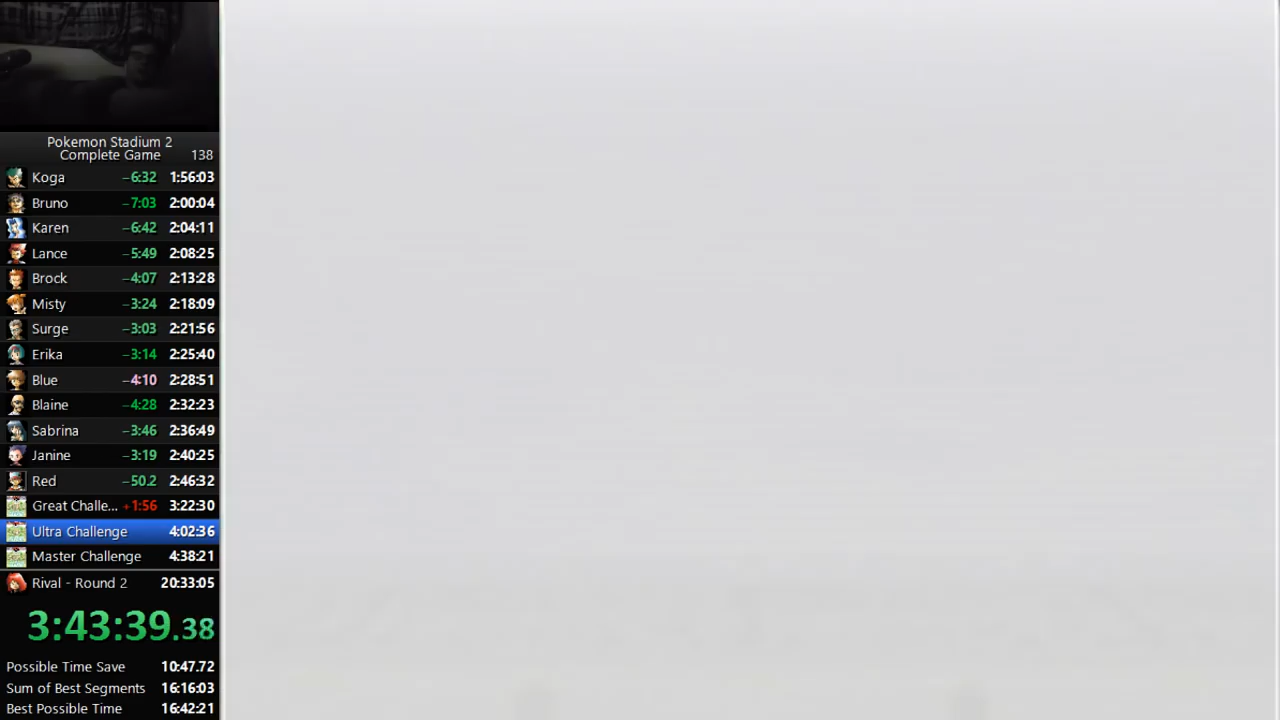 Pokemon Stadium 2
Complete Game 138
Koga −6:32 1:56:03
Bruno −7:03 2:00:04
Karen −6:42 2:04:11
Lance −5:49 2:08:25
Brock −4:07 2:13:28
Misty −3:24 2:18:09
Surge −3:03 2:21:56
Erika −3:14 2:25:40
Blue −4:10 2:28:51
Blaine −4:28 2:32:23
Sabrina −3:46 2:36:49
Janine −3:19 2:40:25
Red −50.2 2:46:32
Great Challe... +1:56 3:22:30
Ultra Challenge 4:02:36
Master Challenge 4:38:21
Rival - Round 2 20:33:05
3:43:39.38
Possible Time Save 10:47.72
Sum of Best Segments 16:16:03
Best Possible Time 16:42:21